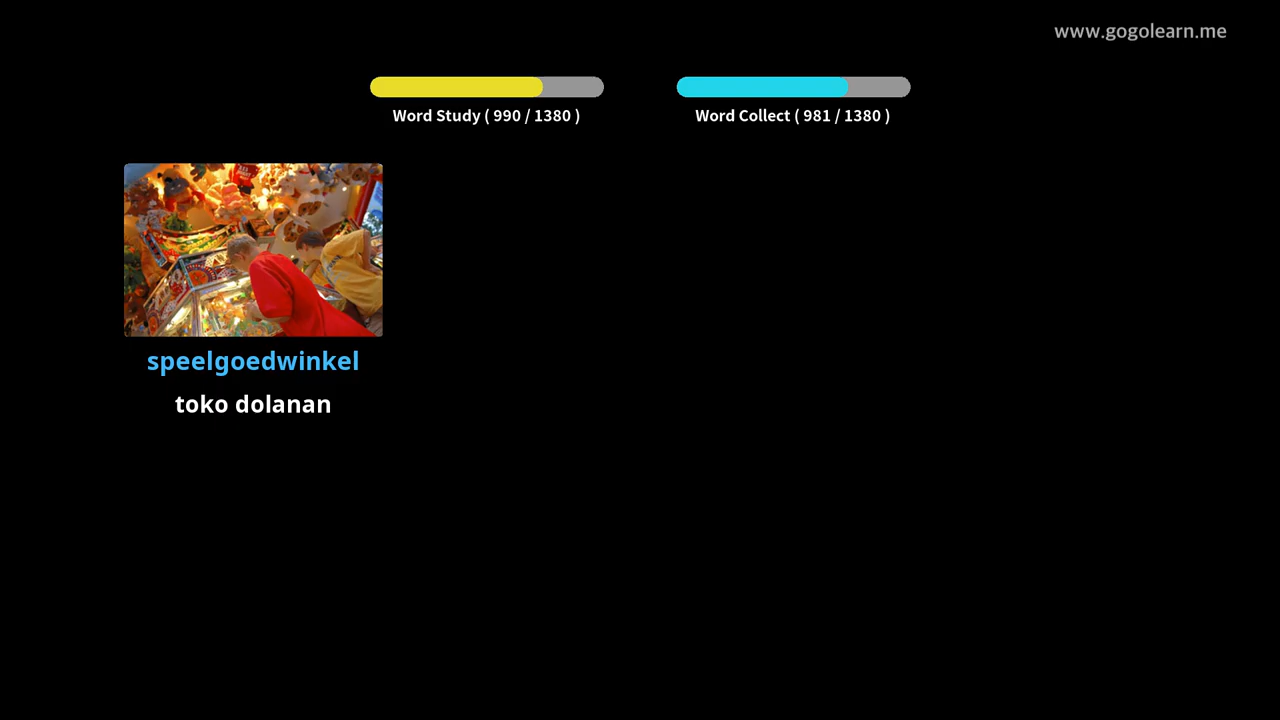 www.gogolearn.me
Word Study ( 990 / 1380 )
Word Collect ( 981 / 1380 )
speelgoedwinkel
toko dolanan